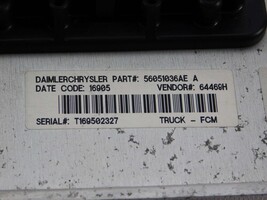 DAIMLERCHRYSLER PART#: 56051036AE A
DATE CODE: 16905 VENDOR#: 64469H
SERIAL#: T169502327 TRUCK - FCM